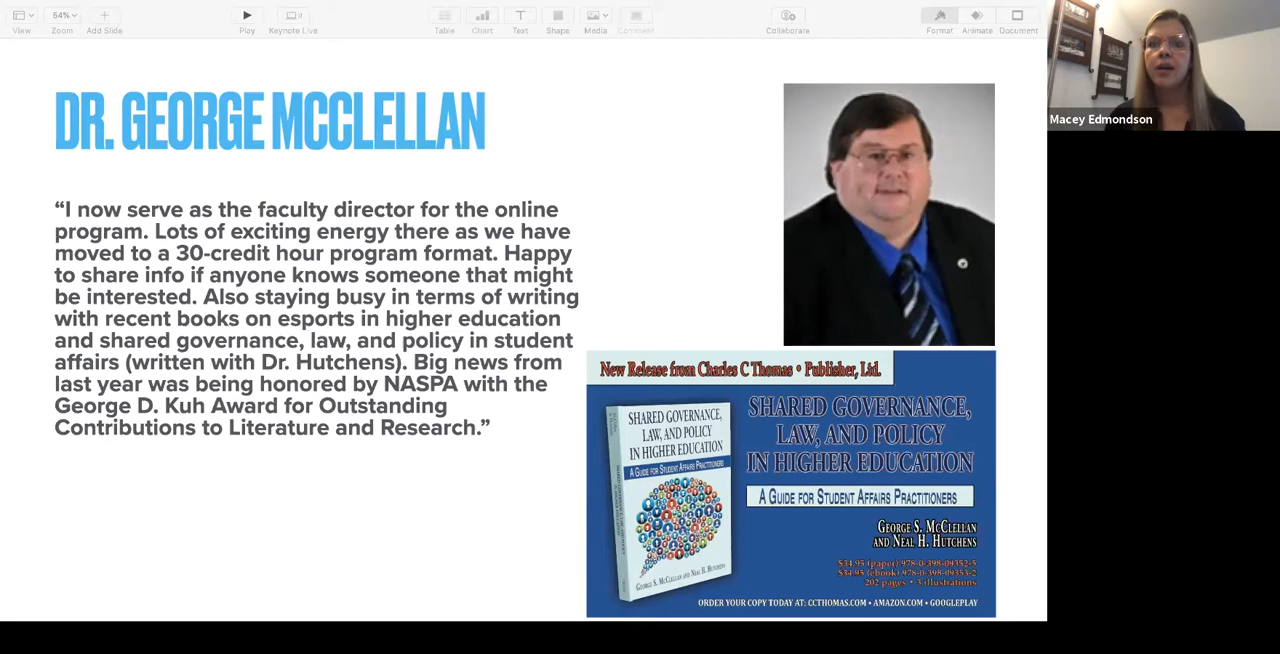 View
54%
Zoom
Add Slide
Play
Keynote Live
Table
Chart
Text
Shape
Media
Comment
Collaborate
Format
Animate
Document
Macey Edmondson
DR. GEORGE MCCLELLAN
“I now serve as the faculty director for the online
program. Lots of exciting energy there as we have
moved to a 30-credit hour program format. Happy
to share info if anyone knows someone that might
be interested. Also staying busy in terms of writing
with recent books on esports in higher education
and shared governance, law, and policy in student
affairs (written with Dr. Hutchens). Big news from
last year was being honored by NASPA with the
George D. Kuh Award for Outstanding
Contributions to Literature and Research.”
New Release from Charles C Thomas • Publisher, Ltd.
SHARED GOVERNANCE,
LAW, AND POLICY
IN HIGHER EDUCATION
A GUIDE FOR STUDENT AFFAIRS PRACTITIONERS
GEORGE S. MCCLELLAN AND NEAL H. HUTCHENS
SHARED GOVERNANCE,
LAW, AND POLICY
IN HIGHER EDUCATION
A GUIDE FOR STUDENT AFFAIRS PRACTITIONERS
GEORGE S. MCCLELLAN
AND NEAL H. HUTCHENS
$34.95 (paper) 978-0-398-09352-5
$34.95 (ebook) 978-0-398-09353-2
202 pages • 3 illustrations
ORDER YOUR COPY TODAY AT: CCTHOMAS.COM • AMAZON.COM • GOOGLEPLAY